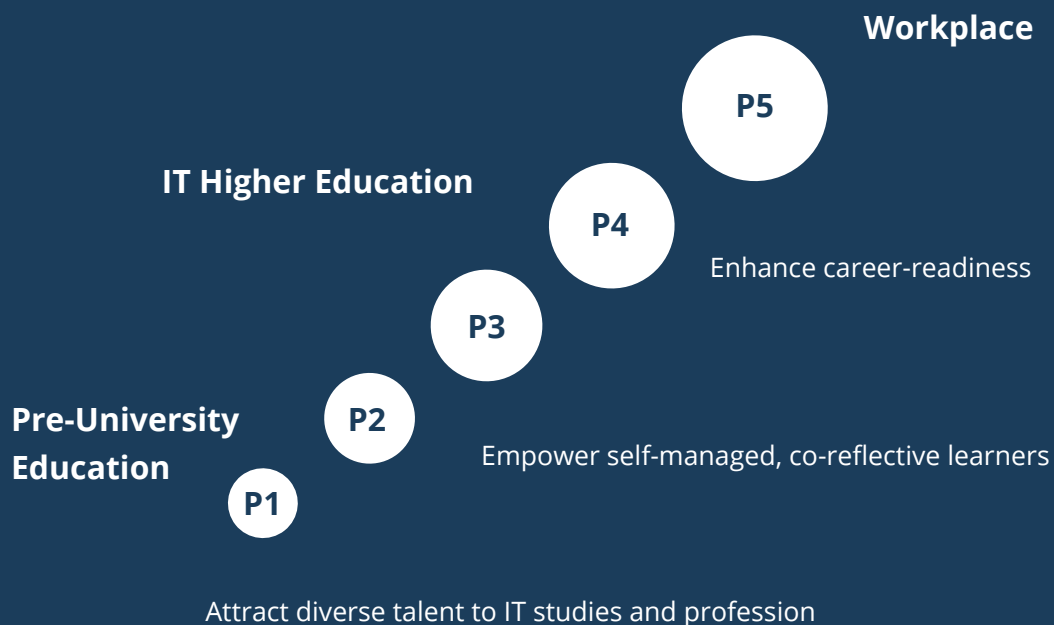 Workplace
P5
IT Higher Education
P4
Enhance career-readiness
P3
P2
Pre-University
Education
Empower self-managed, co-reflective learners
P1
Attract diverse talent to IT studies and profession